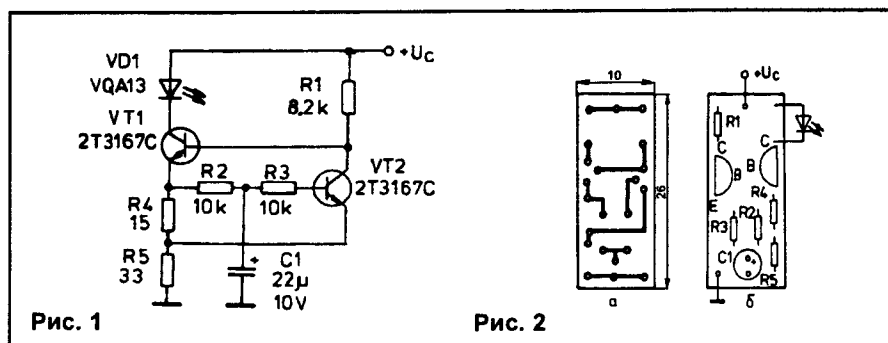 +Uc
VD1
VQA13
R1
8,2k
VT1
2T3167C
R2
10k
R3
10k
VT2
2T3167C
R4
15
R5
33
+
C1
22µ
10V
Рис. 1
10
26
а
+Uc
R1
C
C
B
B
E
R4
R3
R2
C1
+
R5
б
Рис. 2